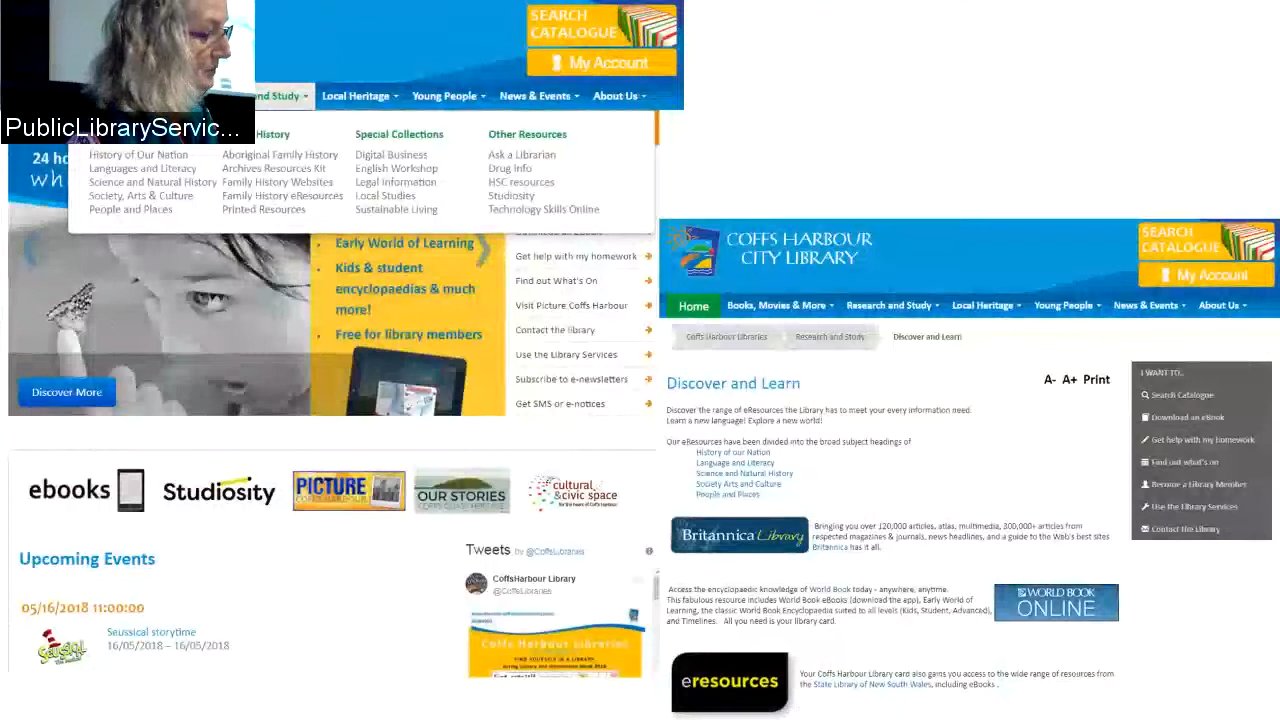 SEARCH
CATALOGUE
My Account
and Study
Local Heritage
Young People
News & Events
About Us
PublicLibraryServic...
History
Special Collections
Other Resources
History of Our Nation
Aboriginal Family History
Digital Business
Ask a Librarian
Languages and Literacy
Archives Resources Kit
English Workshop
Drug Info
Science and Natural History
Family History Websites
Legal Information
HSC resources
Society, Arts & Culture
Family History eResources
Local Studies
Studiosity
People and Places
Printed Resources
Sustainable Living
Technology Skills Online
24 ho
Early World of Learning
Kids & student
encyclopaedias & much
more!
Free for library members
Discover More
Get help with my homework
Find out What's On
Visit Picture Coffs Harbour
Contact the library
Use the Library Services
Subscribe to e-newsletters
Get SMS or e-notices
ebooks
Studiosity
PICTURE
COFFS HARBOUR
OUR STORIES
cultural
& civic space
Upcoming Events
05/16/2018 11:00:00
Seussical storytime
16/05/2018 – 16/05/2018
Tweets by @CoffsLibraries
CoffsHarbour Library
@CoffsLibraries
Coffs Harbour Libraries
FIND YOURSELF IN A LIBRARY
COFFS HARBOUR
CITY LIBRARY
SEARCH
CATALOGUE
My Account
Home
Books, Movies & More
Research and Study
Local Heritage
Young People
News & Events
About Us
Coffs Harbour Libraries
Research and Study
Discover and Learn
Discover and Learn
A- A+ Print
Discover the range of eResources the Library has to meet your every information need.
Learn a new language! Explore a new world!
Our eResources have been divided into the broad subject headings of
History of our Nation
Language and Literacy
Science and Natural History
Society Arts and Culture
People and Places
Britannica Library
Bringing you over 120,000 articles, atlas, multimedia, 300,000+ articles from
respected magazines & journals, news headlines, and a guide to the Web's best sites
Britannica has it all.
Access the encyclopaedic knowledge of World Book today - anywhere, anytime.
This fabulous resource includes World Book eBooks (download the app), Early World of
Learning, the classic World Book Encyclopaedia suited to all levels (Kids, Student, Advanced),
and Timelines. All you need is your library card.
WORLD BOOK
ONLINE
eresources
Your Coffs Harbour Library card also gains you access to the wide range of resources from
the State Library of New South Wales, including eBooks .
I WANT TO..
Search Catalogue
Download an eBook
Get help with my homework
Find out what's on
Become a Library Member
Use the Library Services
Contact the Library